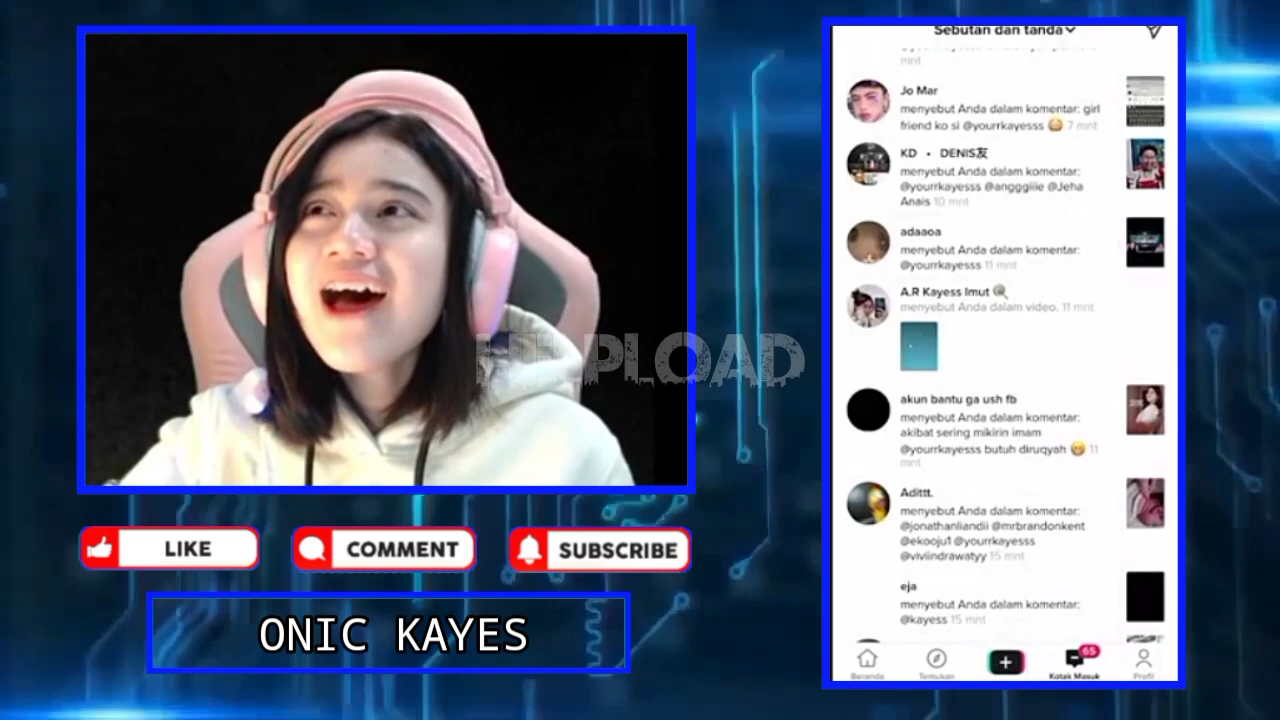 HTUPLOAD
LIKE
COMMENT
SUBSCRIBE
ONIC KAYES
Sebutan dan tanda
mnt
Jo Mar
menyebut Anda dalam komentar: girl
friend ko si @yourrkayesss 😳 7 mnt
KD • DENIS友
menyebut Anda dalam komentar:
@yourrkayesss @angggiiie @Jeha
Anais 10 mnt
adaaoa
menyebut Anda dalam komentar:
@yourrkayesss 11 mnt
A.R Kayess Imut 🍭
menyebut Anda dalam video. 11 mnt
akun bantu ga ush fb
menyebut Anda dalam komentar:
akibat sering mikirin imam
@yourrkayesss butuh diruqyah 😁 11
mnt
Adittt.
menyebut Anda dalam komentar:
@jonathanliandii @mrbrandonkent
@ekooju1 @yourrkayesss
@viviindrawatyy 15 mnt
eja
menyebut Anda dalam komentar:
@kayess 15 mnt
65
Beranda
Temukan
Kotak Masuk
Profil